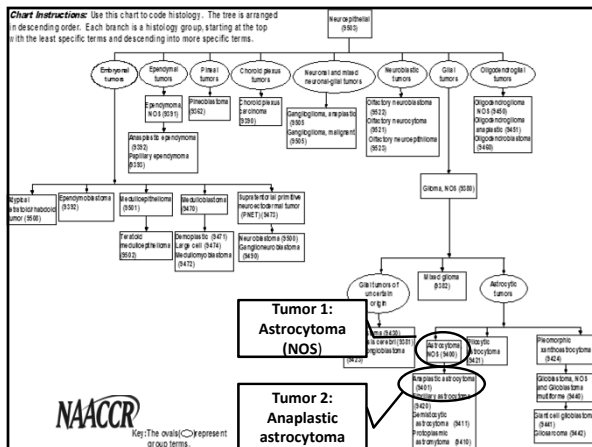 Chart Instructions: Use this chart to code histology. The tree is arranged
in descending order. Each branch is a histology group, starting at the top
with the least specific terms and descending into more specific terms.
Neuroepithelial
(9503)
Embryonal
tumors
Ependymal
tumors
Pineal
tumors
Choroid plexus
tumors
Neuronal and mixed
neuronal-glial tumors
Neuroblastic
tumors
Glial
tumors
Oligodendroglial
tumors
Ependymoma,
NOS (9391)
Anaplastic ependymoma
(9392)
Papillary ependymoma
(9393)
Pineoblastoma
(9362)
Choroid plexus
carcinoma
(9390)
Ganglioglioma, anaplastic
(9505
Ganglioglioma, malignant
(9505)
Olfactory neuroblastoma
(9522)
Olfactory neurocytoma
(9521)
Olfactory neuroepithlioma
(9523)
Oligodendroglioma
NOS (9450)
Oligodendroglioma
anaplastic (9451)
Oligodendroblastoma
(9460)
Glioma, NOS (9380)
tumor (9508)
Ependymoblastoma
(9392)
Medulloepithelioma
(9501)
Teratoid
medulloepithelioma
(9502)
Medulloblastoma
(9470)
Demoplastic (9471)
Large cell (9474)
Medullomyoblastoma
(9472)
Supratentorial primitive
neuroectodermal tumor
(PNET) (9473)
Neuroblastoma (9500)
Ganglioneuroblastoma
(9490)
Glial tumors of
uncertain
origin
Mixed glioma
(9382)
Astrocytic
tumors
Tumor 1:
Astrocytoma
(NOS)
Astrocytoma
NOS (9400)
astrocytoma
(9421)
Pleomorphic
xanthoastrocytoma
(9424)
Anaplastic astrocytoma
(9401)
astrocytoma
(9420)
Gemistocytic
astrocytoma (9411)
Protoplasmic
astrocytoma (9410)
Glioblastoma, NOS
and Glioblastoma
multiforme (9440)
Giant cell glioblastoma
(9441)
Gliosarcoma (9442)
Tumor 2:
Anaplastic
astrocytoma
NAACCR
Key: The ovals represent
group terms.